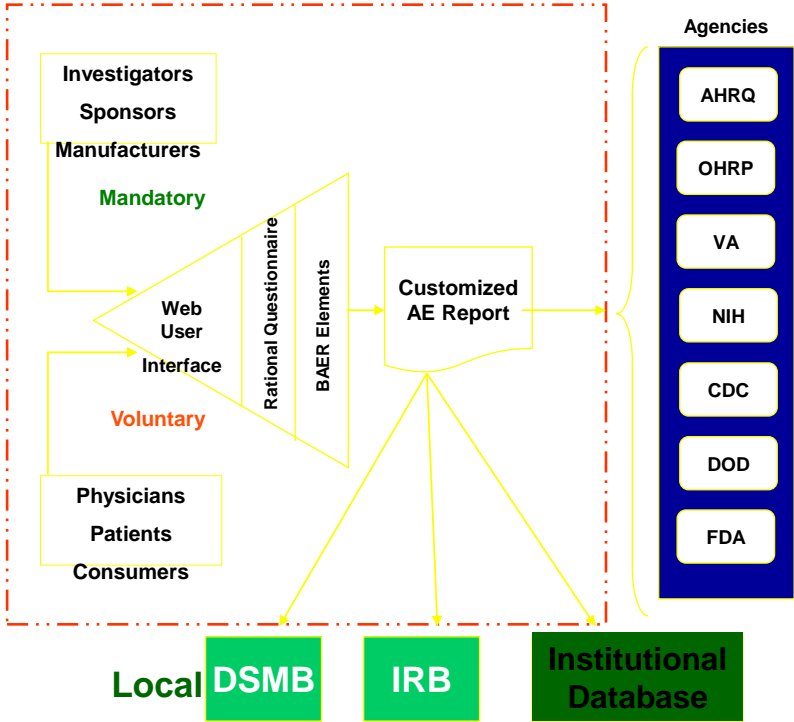 Agencies
Investigators
Sponsors
Manufacturers
Mandatory
Web
User
Interface
Rational Questionnaire
BAER Elements
Customized
AE Report
Voluntary
Physicians
Patients
Consumers
AHRQ
OHRP
VA
NIH
CDC
DOD
FDA
Local
DSMB
IRB
Institutional
Database